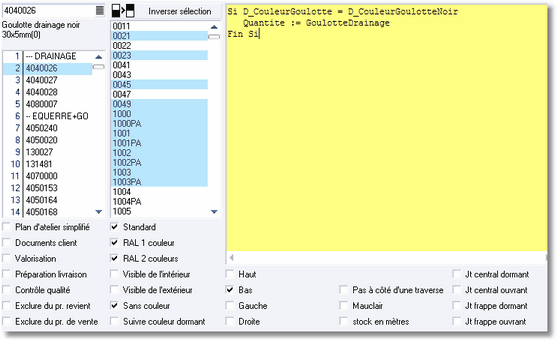 4040026
Goulotte drainage noir
30x5mm(0)
1 --- DRAINAGE
2 4040026
3 4040027
4 4040028
5 4080007
6 -- EQUERRE+GO
7 4050240
8 4050020
9 130027
10 131481
11 4070000
12 4050153
13 4050164
14 4050168
Inverser sélection
0011
0021
0022
0023
0041
0043
0045
0047
0049
1000
1000PA
1001
1001PA
1002
1002PA
1003
1003PA
1004
1004PA
1005
Si D_CouleurGoulotte = D_CouleurGoulotteNoir
Quantite := GoulotteDrainage
Fin Si
Plan d'atelier simplifié
Documents client
Valorisation
Préparation livraison
Contrôle qualité
Exclure du pr. revient
Exclure du pr. de vente
Standard
RAL 1 couleur
RAL 2 couleurs
Visible de l'intérieur
Visible de l'extérieur
Sans couleur
Suivre couleur dormant
Haut
Bas
Gauche
Droite
Pas à côté d'une traverse
Mauclair
stock en mètres
Jt central dormant
Jt central ouvrant
Jt frappe dormant
Jt frappe ouvrant